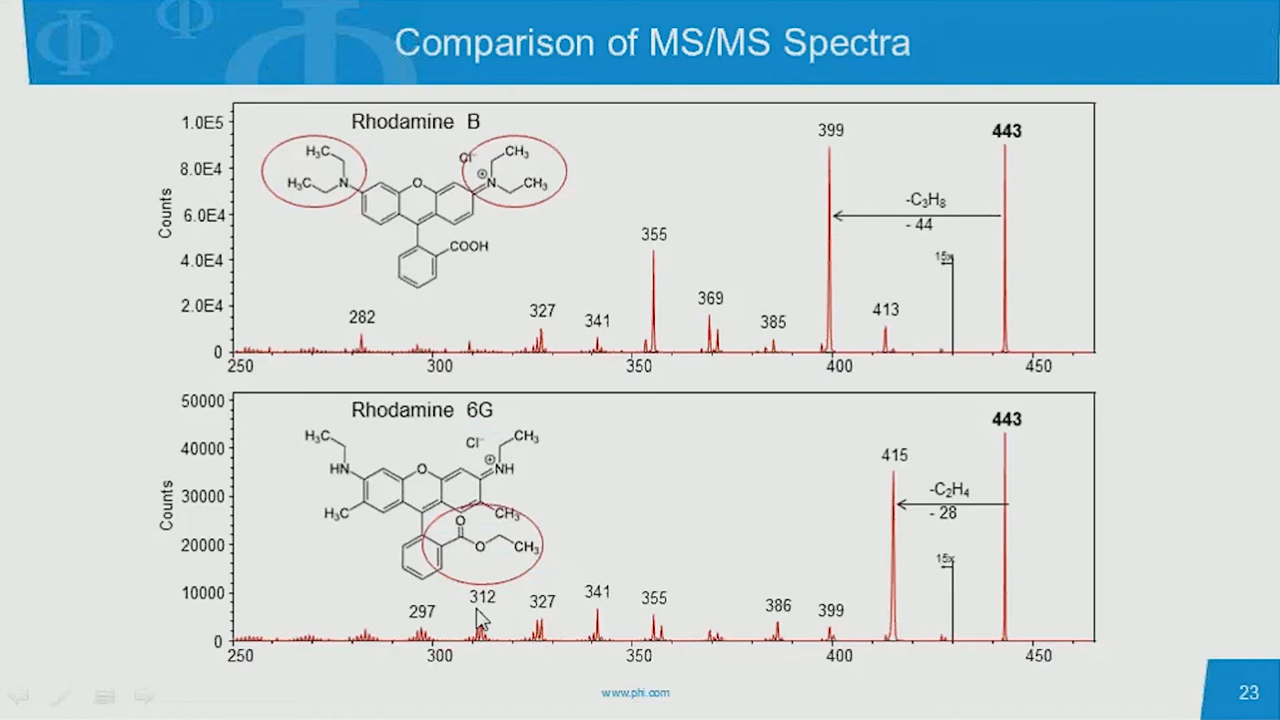 Comparison of MS/MS Spectra
Rhodamine B
Counts
1.0E5
8.0E4
6.0E4
4.0E4
2.0E4
0
H₃C
CH₃
Cl⁻
H₃C
N
O
⊕
N
CH₃
COOH
282
327
341
355
369
385
399
413
443
-C₃H₈
- 44
15x
250
300
350
400
450
Rhodamine 6G
Counts
50000
40000
30000
20000
10000
0
H₃C
Cl⁻
CH₃
HN
O
⊕
NH
H₃C
CH₃
O
O
CH₃
297
312
327
341
355
386
399
415
443
-C₂H₄
- 28
15x
250
300
350
400
450
www.phi.com
23